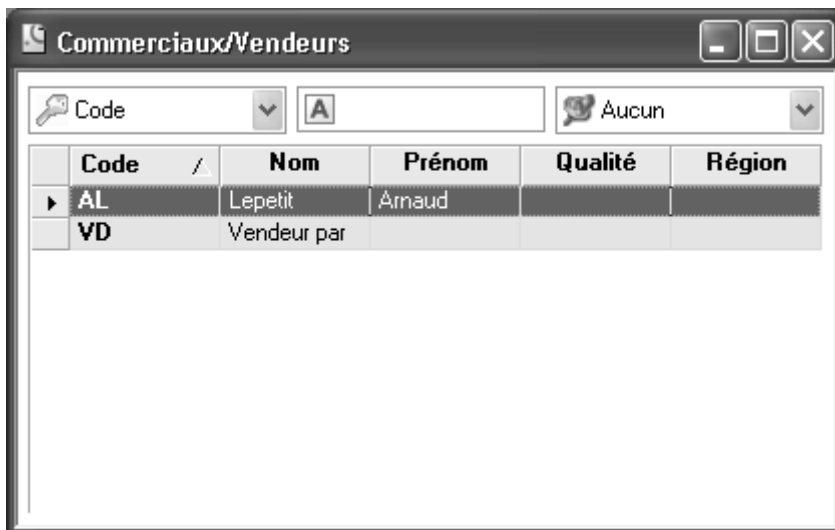 Commerciaux/Vendeurs
Code A Aucun
Code Nom Prénom Qualité Région
AL Lepetit Arnaud
VD Vendeur par